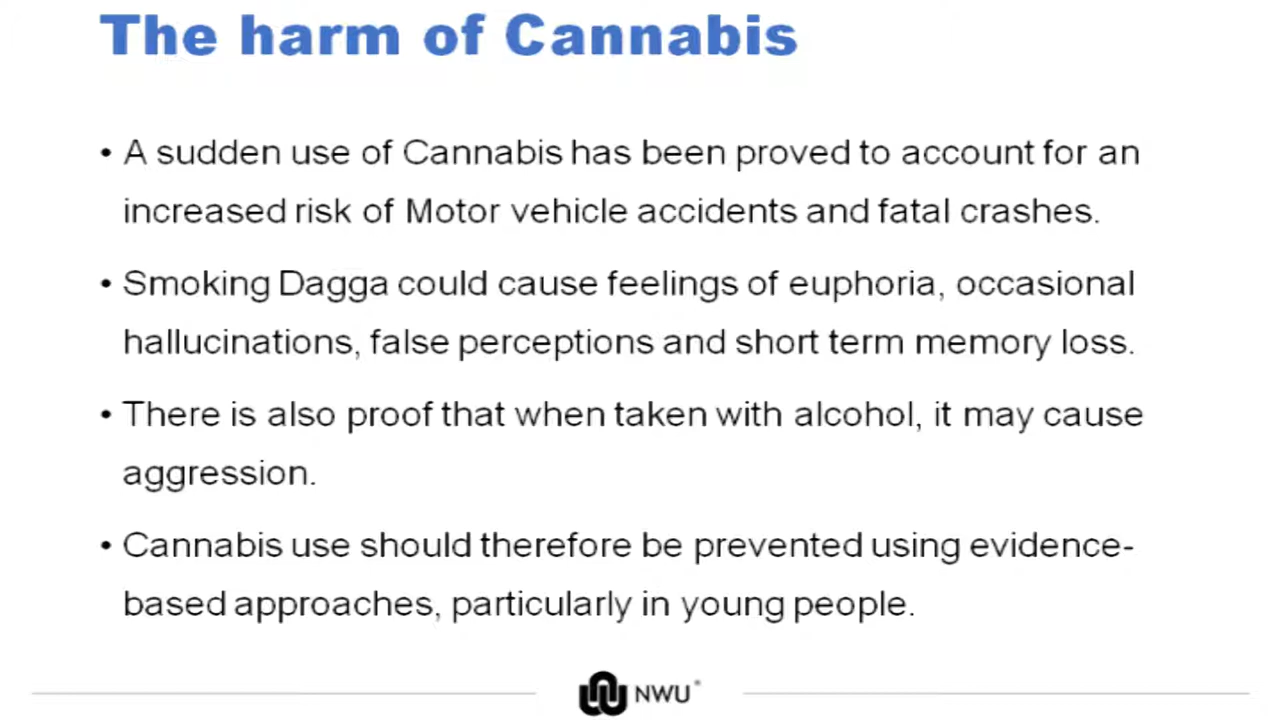 The harm of Cannabis
• A sudden use of Cannabis has been proved to account for an
increased risk of Motor vehicle accidents and fatal crashes.
• Smoking Dagga could cause feelings of euphoria, occasional
hallucinations, false perceptions and short term memory loss.
• There is also proof that when taken with alcohol, it may cause
aggression.
• Cannabis use should therefore be prevented using evidence-
based approaches, particularly in young people.
NWU®